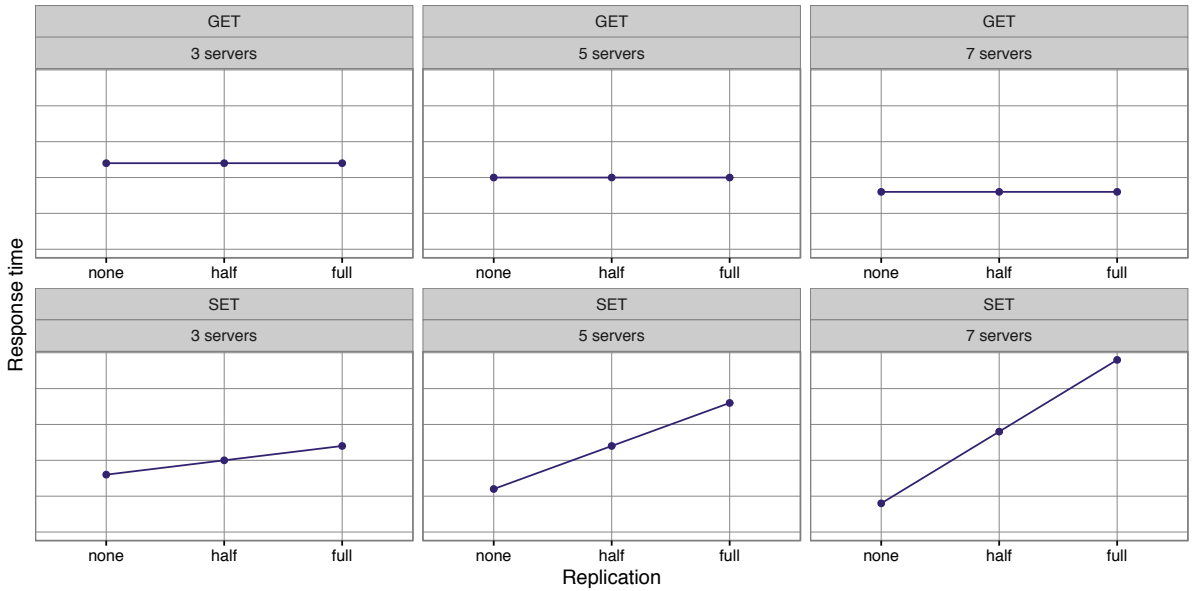 GET GET GET
3 servers 5 servers 7 servers
Response time
none half full none half full none half full
SET SET SET
3 servers 5 servers 7 servers
none half full none half full none half full
Replication